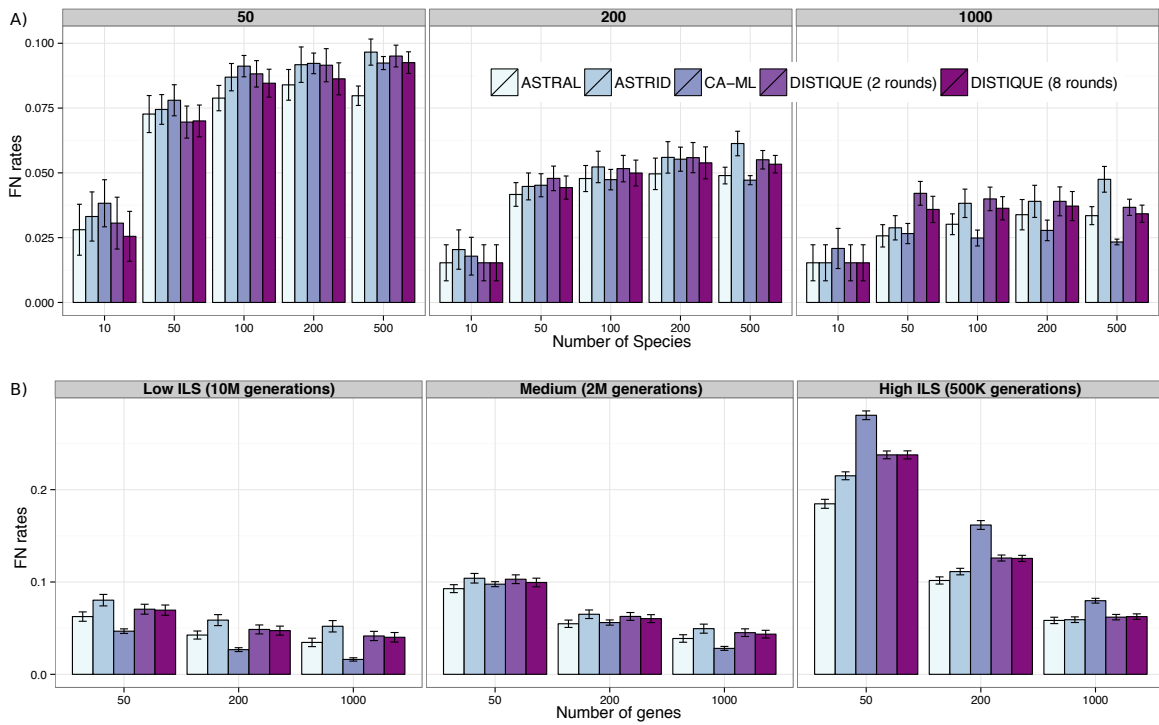 A)
50 200 1000
0.100
0.075
0.050
0.025
0.000
FN rates
ASTRAL ASTRID CA−ML DISTIQUE (2 rounds) DISTIQUE (8 rounds)
10 50 100 200 500 10 50 100 200 500 10 50 100 200 500
Number of Species
B)
Low ILS (10M generations) Medium (2M generations) High ILS (500K generations)
0.2
0.1
0.0
FN rates
50 200 1000 50 200 1000 50 200 1000
Number of genes